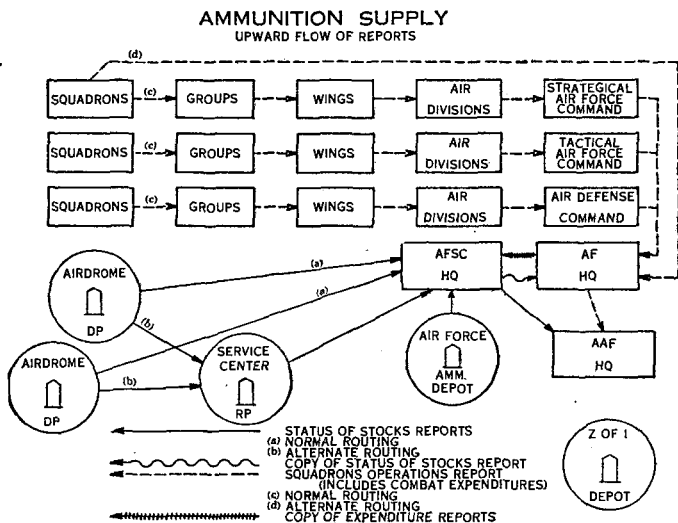 AMMUNITION SUPPLY
UPWARD FLOW OF REPORTS
(d)
SQUADRONS (c) GROUPS WINGS AIR DIVISIONS STRATEGICAL AIR FORCE COMMAND
SQUADRONS (c) GROUPS WINGS AIR DIVISIONS TACTICAL AIR FORCE COMMAND
SQUADRONS (c) GROUPS WINGS AIR DIVISIONS AIR DEFENSE COMMAND
AFSC HQ
AF HQ
AAF HQ
(a)
(a)
AIRDROME
DP
(b)
AIRDROME
DP
(b)
SERVICE CENTER
RP
AIR FORCE
AMM. DEPOT
Z OF I
DEPOT
STATUS OF STOCKS REPORTS
(a) NORMAL ROUTING
(b) ALTERNATE ROUTING
COPY OF STATUS OF STOCKS REPORT
SQUADRONS OPERATIONS REPORT
(INCLUDES COMBAT EXPENDITURES)
(c) NORMAL ROUTING
(d) ALTERNATE ROUTING
COPY OF EXPENDITURE REPORTS